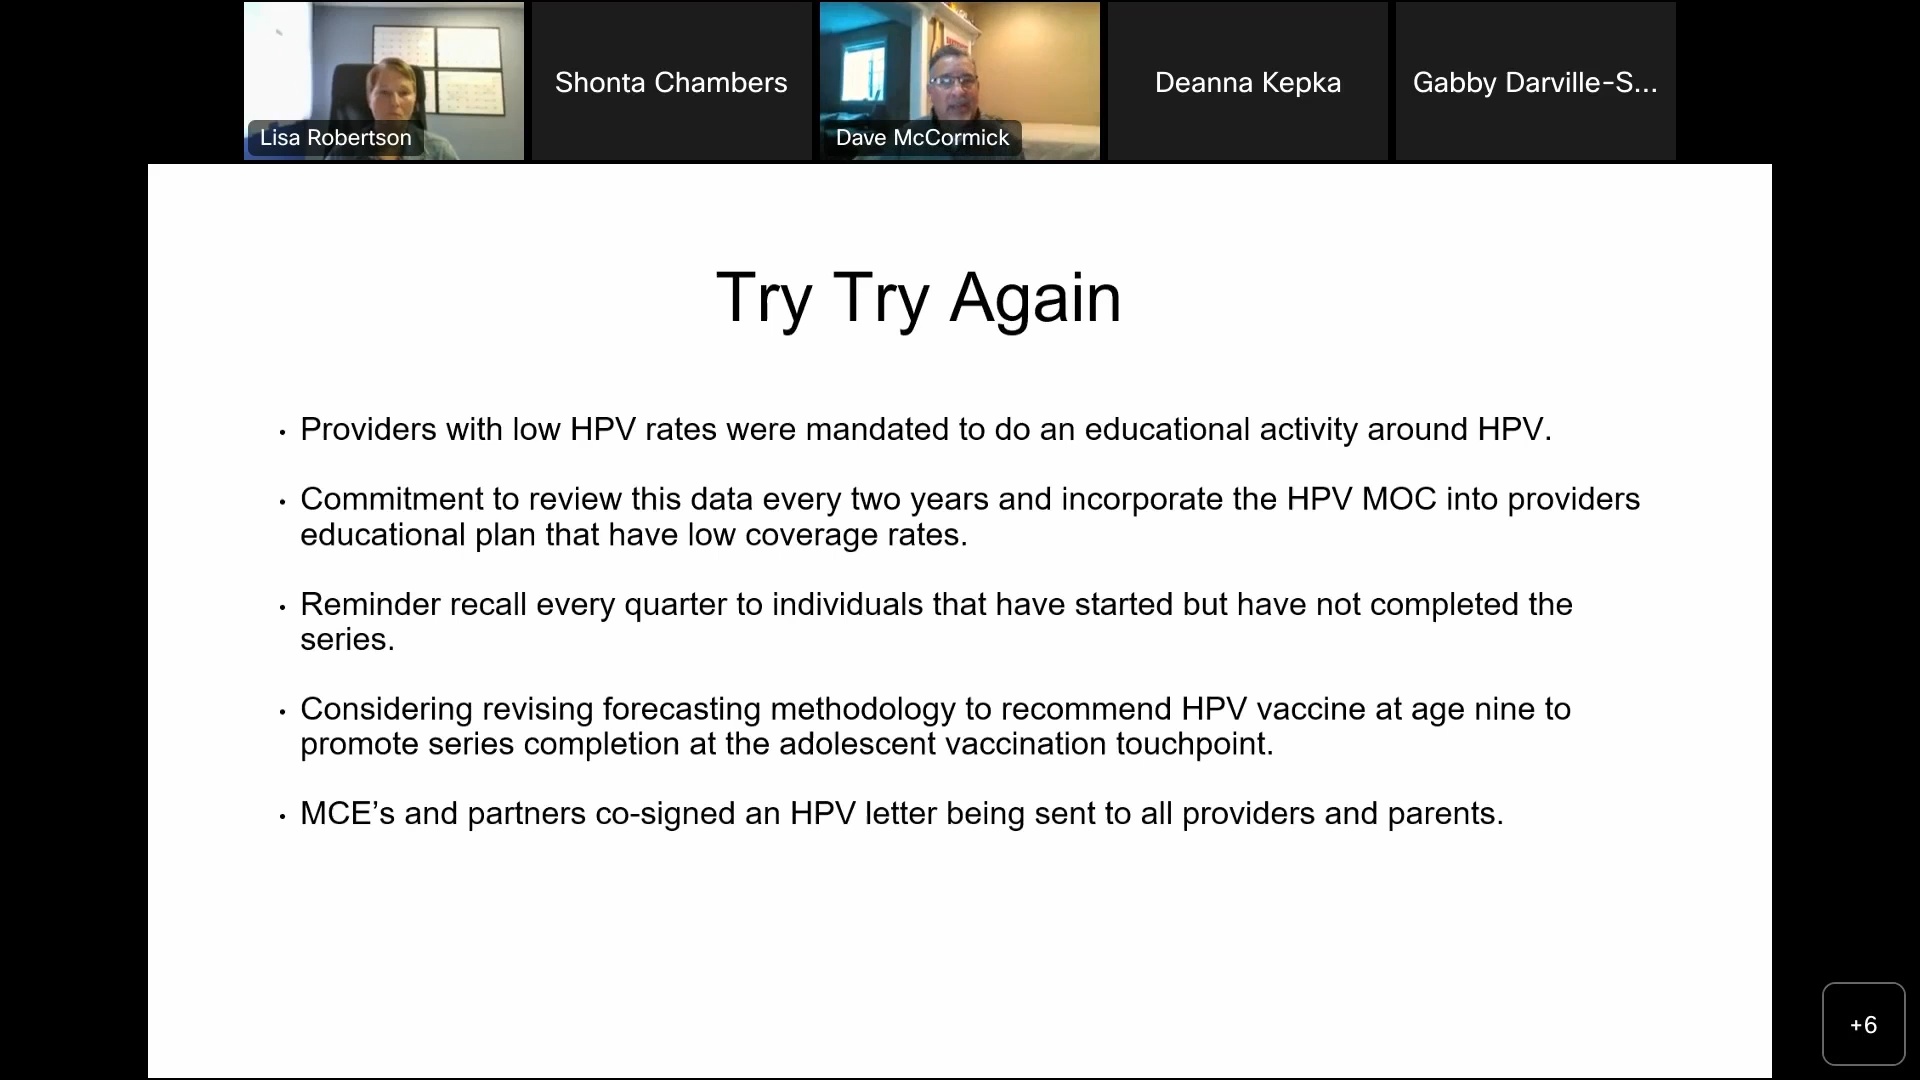 Lisa Robertson
Shonta Chambers
Dave McCormick
Deanna Kepka
Gabby Darville-S...
Try Try Again
• Providers with low HPV rates were mandated to do an educational activity around HPV.
• Commitment to review this data every two years and incorporate the HPV MOC into providers
educational plan that have low coverage rates.
• Reminder recall every quarter to individuals that have started but have not completed the
series.
• Considering revising forecasting methodology to recommend HPV vaccine at age nine to
promote series completion at the adolescent vaccination touchpoint.
• MCE’s and partners co-signed an HPV letter being sent to all providers and parents.
+6